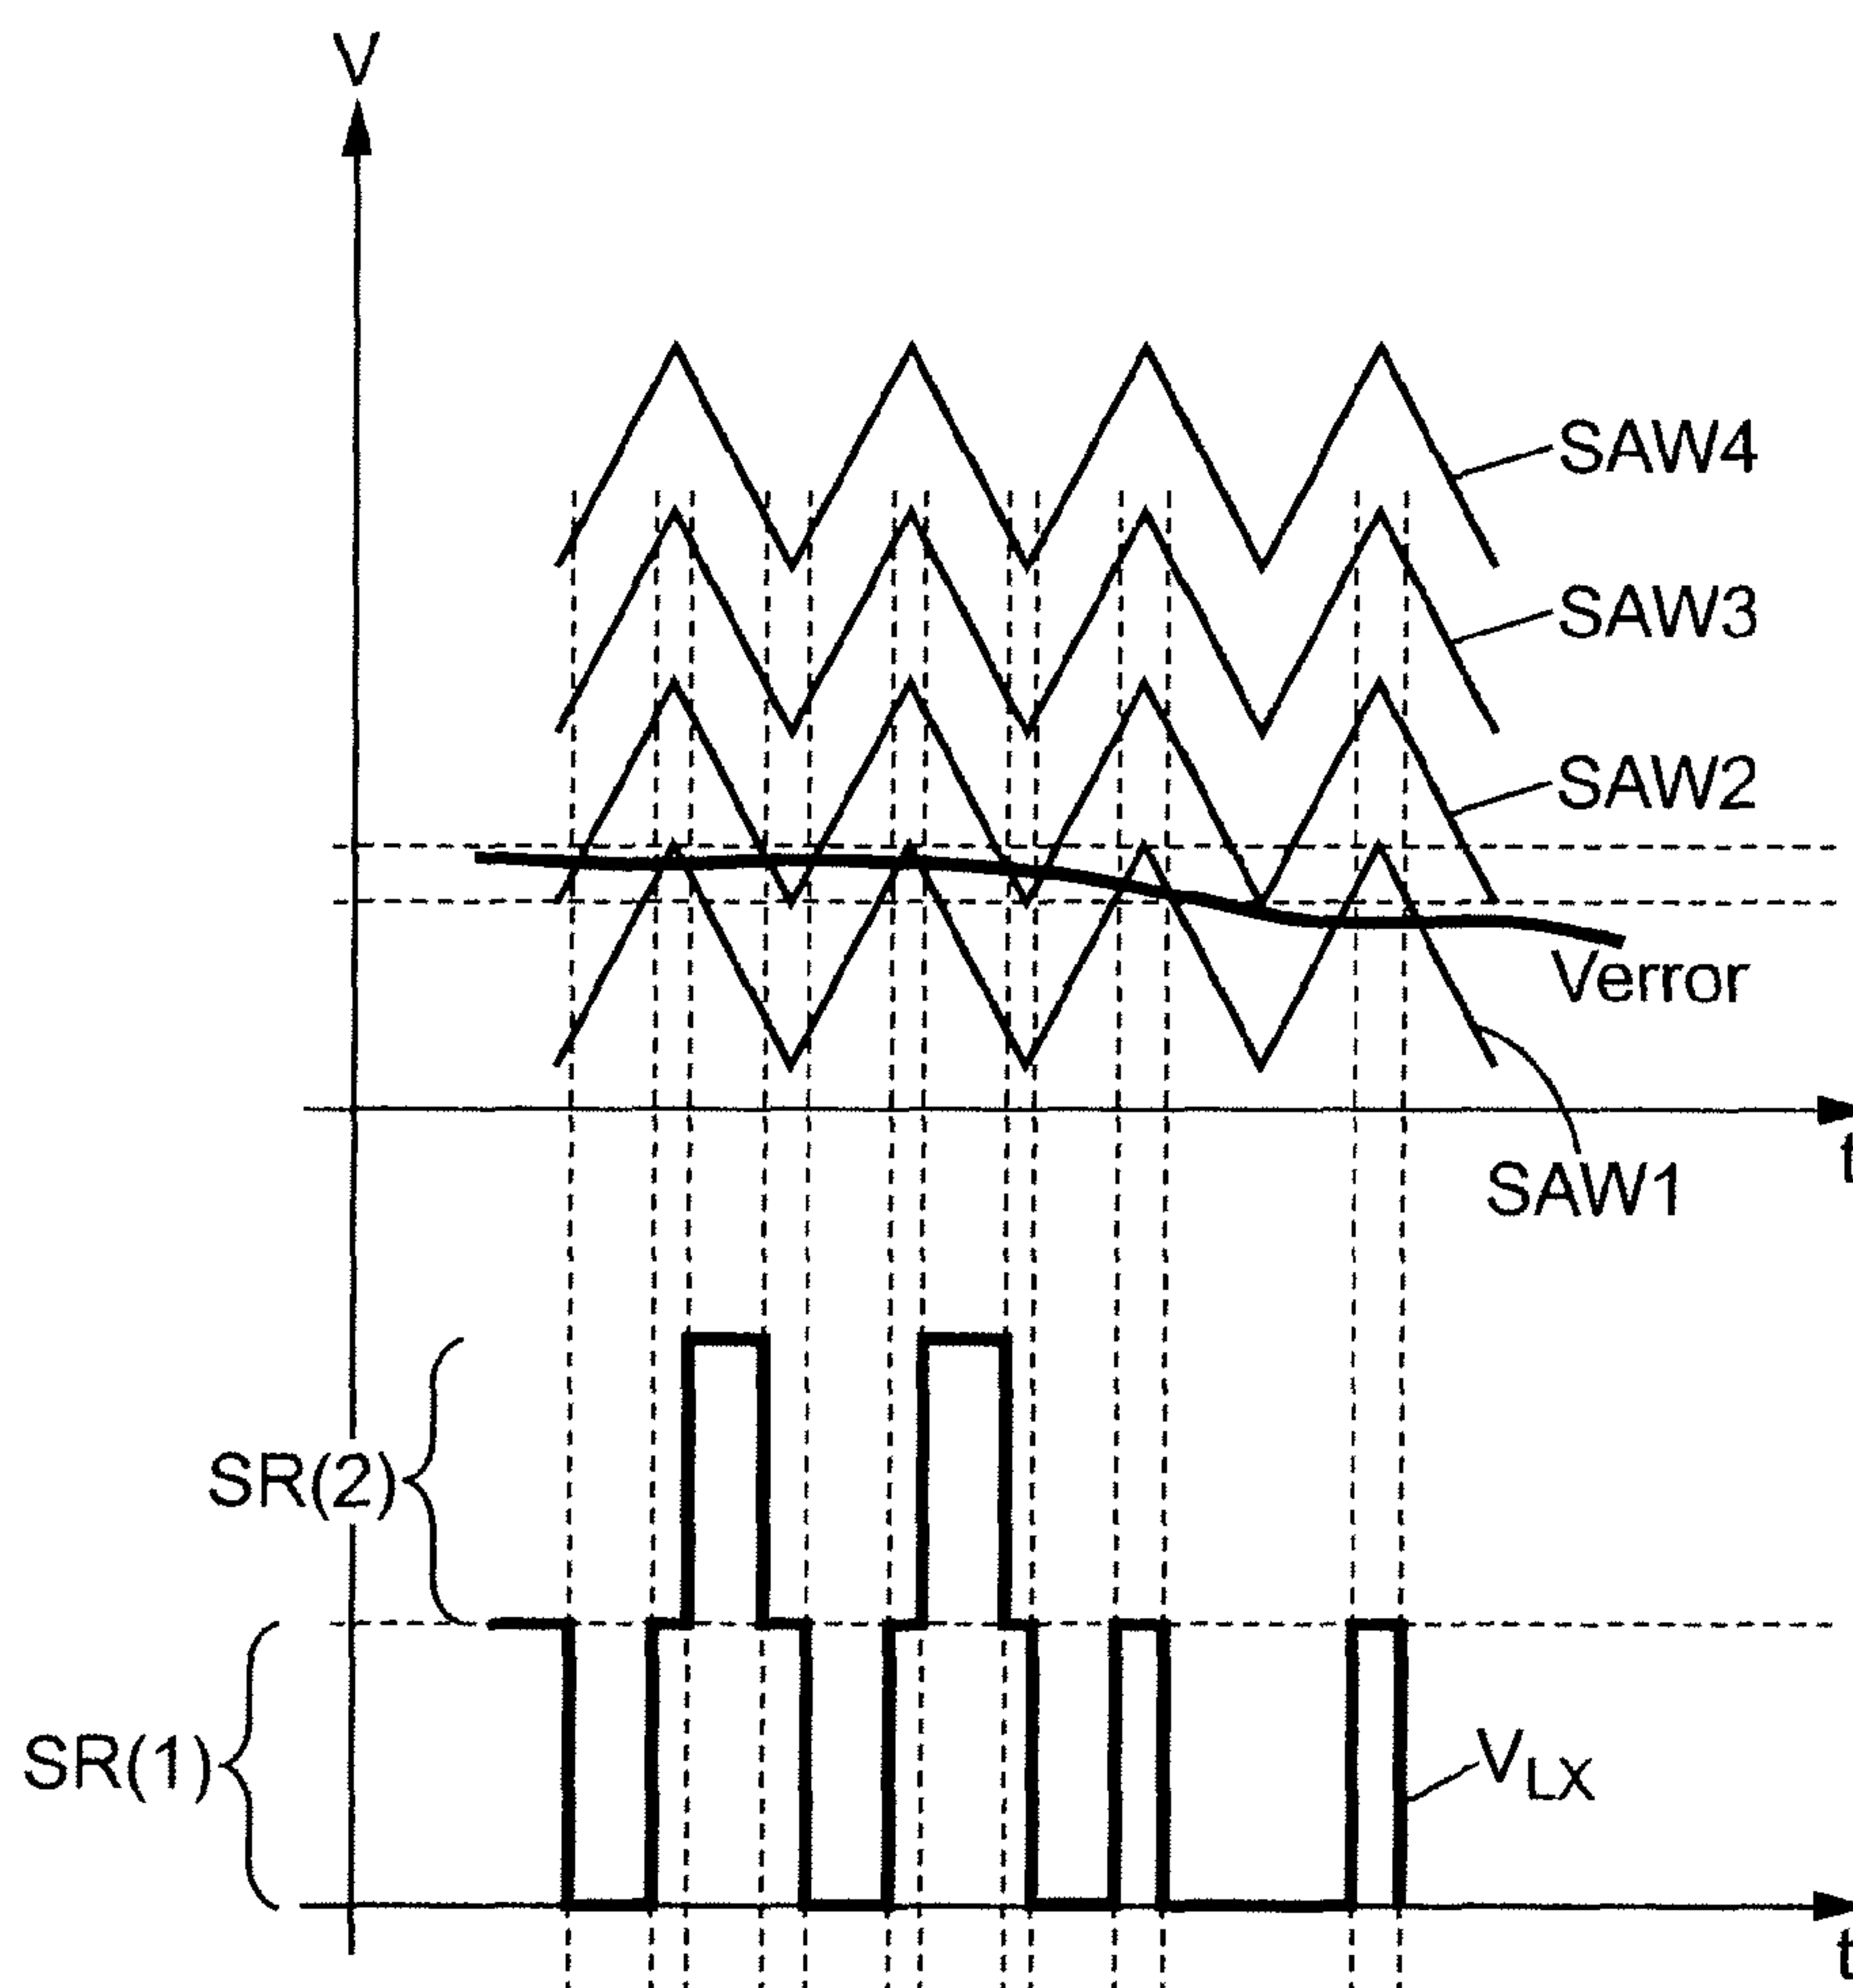 V
SAW4
SAW3
SAW2
Verror
t
SAW1
SR(2)
SR(1)
VLX
t